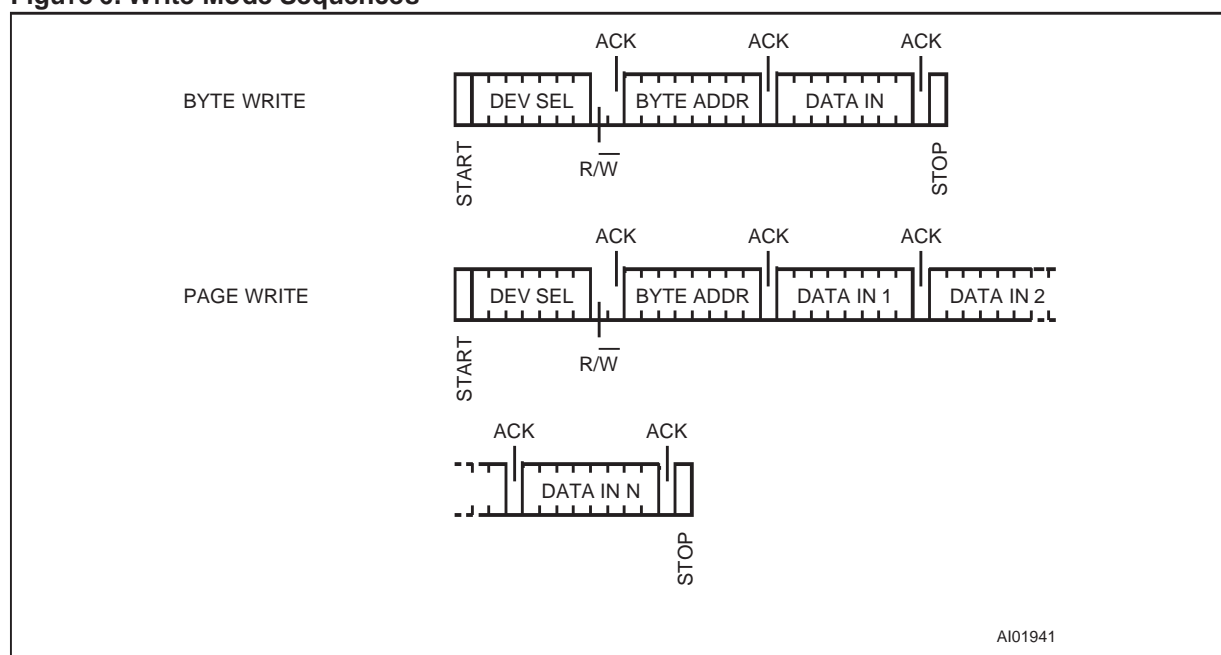 Figure 8. Write Mode Sequences
BYTE WRITE
ACK ACK ACK
DEV SEL BYTE ADDR DATA IN
R/W
START
STOP
PAGE WRITE
ACK ACK ACK
DEV SEL BYTE ADDR DATA IN 1 DATA IN 2
R/W
START
ACK ACK
DATA IN N
STOP
AI01941